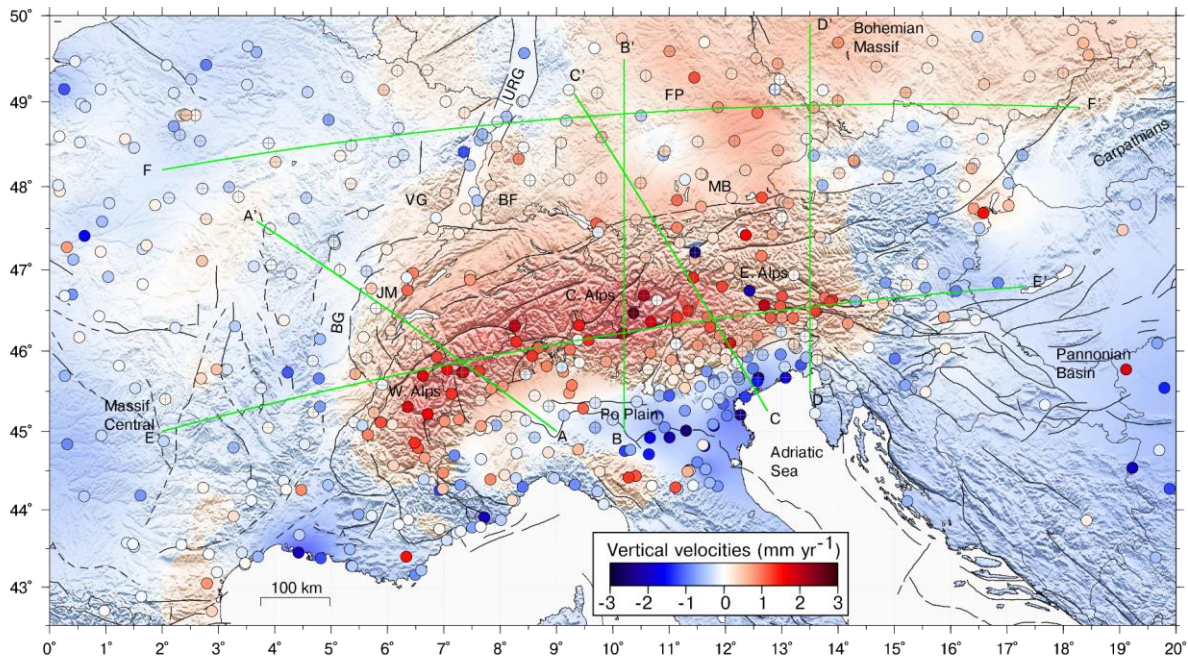 50°
49°
48°
47°
46°
45°
44°
43°
D'
Bohemian
Massif
B'
C'
URG
FP
F'
Carpathians
F
MB
VG
BF
A'
E. Alps
E'
JM
C. Alps
BG
W. Alps
Pannonian
Basin
Massif
Central
E
Po Plain
A
B
C
D
Adriatic
Sea
Vertical velocities (mm yr⁻¹)
-3 -2 -1 0 1 2 3
100 km
0° 1° 2° 3° 4° 5° 6° 7° 8° 9° 10° 11° 12° 13° 14° 15° 16° 17° 18° 19° 20°